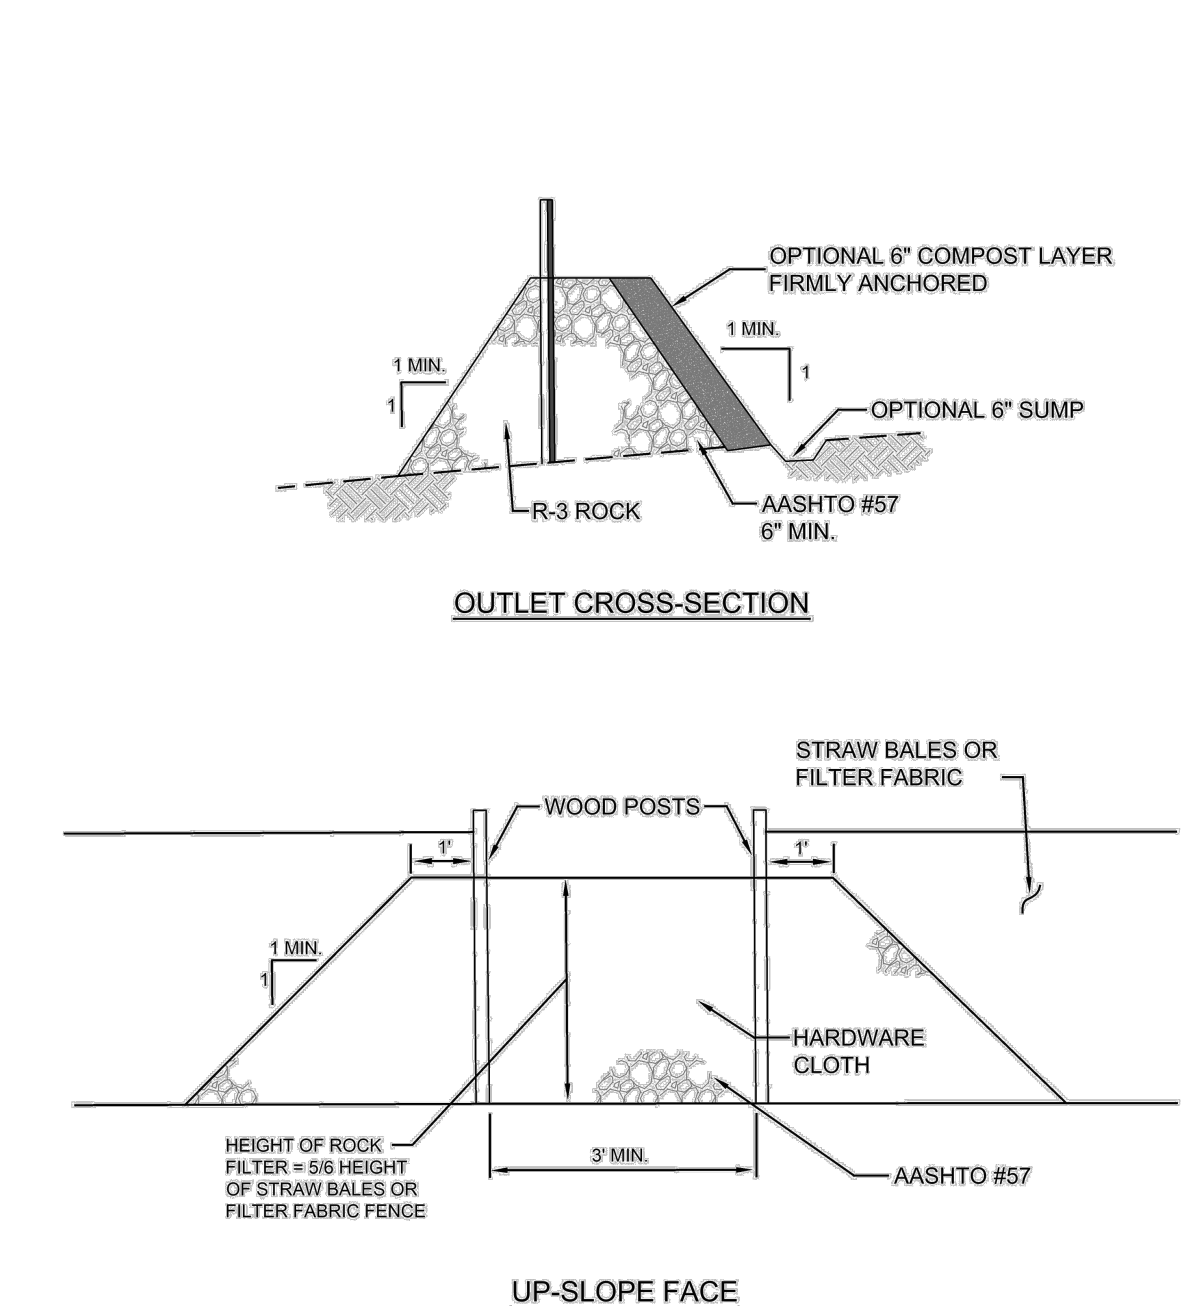 OPTIONAL 6" COMPOST LAYER
FIRMLY ANCHORED
1 MIN.
1
1 MIN.
1
OPTIONAL 6" SUMP
R-3 ROCK
AASHTO #57
6" MIN.
OUTLET CROSS-SECTION
STRAW BALES OR
FILTER FABRIC
WOOD POSTS
1'
1'
1 MIN.
1
HARDWARE
CLOTH
HEIGHT OF ROCK
FILTER = 5/6 HEIGHT
OF STRAW BALES OR
FILTER FABRIC FENCE
3' MIN.
AASHTO #57
UP-SLOPE FACE